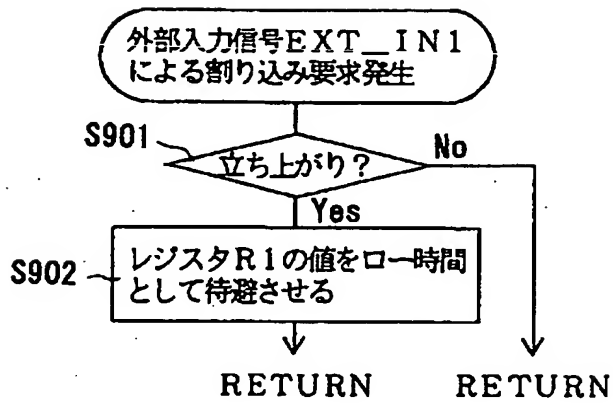 外部入力信号EXT_IN1
による割り込み要求発生
S901
立ち上がり?
No
Yes
S902
レジスタR1の値をロー時間
として待避させる
RETURN
RETURN